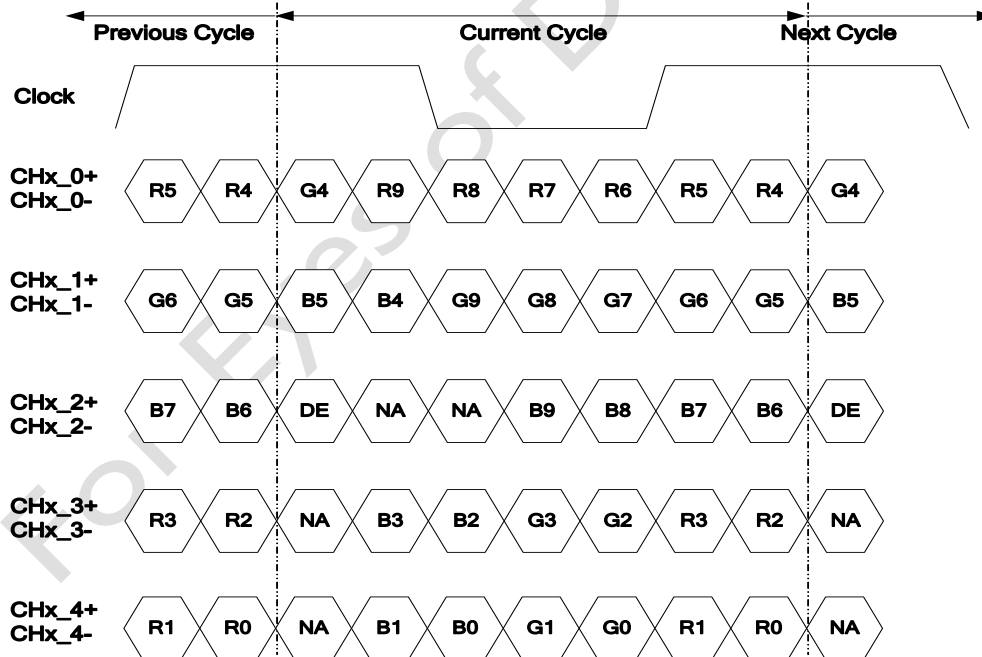 Previous Cycle Current Cycle Next Cycle
Clock
CHx_0+
CHx_0-
R5 R4 G4 R9 R8 R7 R6 R5 R4 G4
CHx_1+
CHx_1-
G6 G5 B5 B4 G9 G8 G7 G6 G5 B5
CHx_2+
CHx_2-
B7 B6 DE NA NA B9 B8 B7 B6 DE
CHx_3+
CHx_3-
R3 R2 NA B3 B2 G3 G2 R3 R2 NA
CHx_4+
CHx_4-
R1 R0 NA B1 B0 G1 G0 R1 R0 NA
For Eyes of D